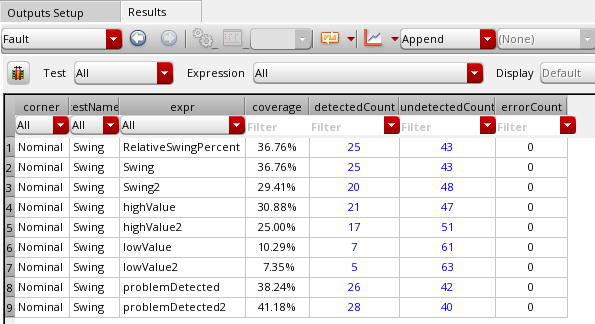 Outputs Setup Results
Fault Append (None)
Test All Expression All Display Default
corner estName expr coverage detectedCount undetectedCount errorCount
All All All Filter Filter Filter Filter
1 Nominal Swing RelativeSwingPercent 36.76% 25 43 0
2 Nominal Swing Swing 36.76% 25 43 0
3 Nominal Swing Swing2 29.41% 20 48 0
4 Nominal Swing highValue 30.88% 21 47 0
5 Nominal Swing highValue2 25.00% 17 51 0
6 Nominal Swing lowValue 10.29% 7 61 0
7 Nominal Swing lowValue2 7.35% 5 63 0
8 Nominal Swing problemDetected 38.24% 26 42 0
9 Nominal Swing problemDetected2 41.18% 28 40 0